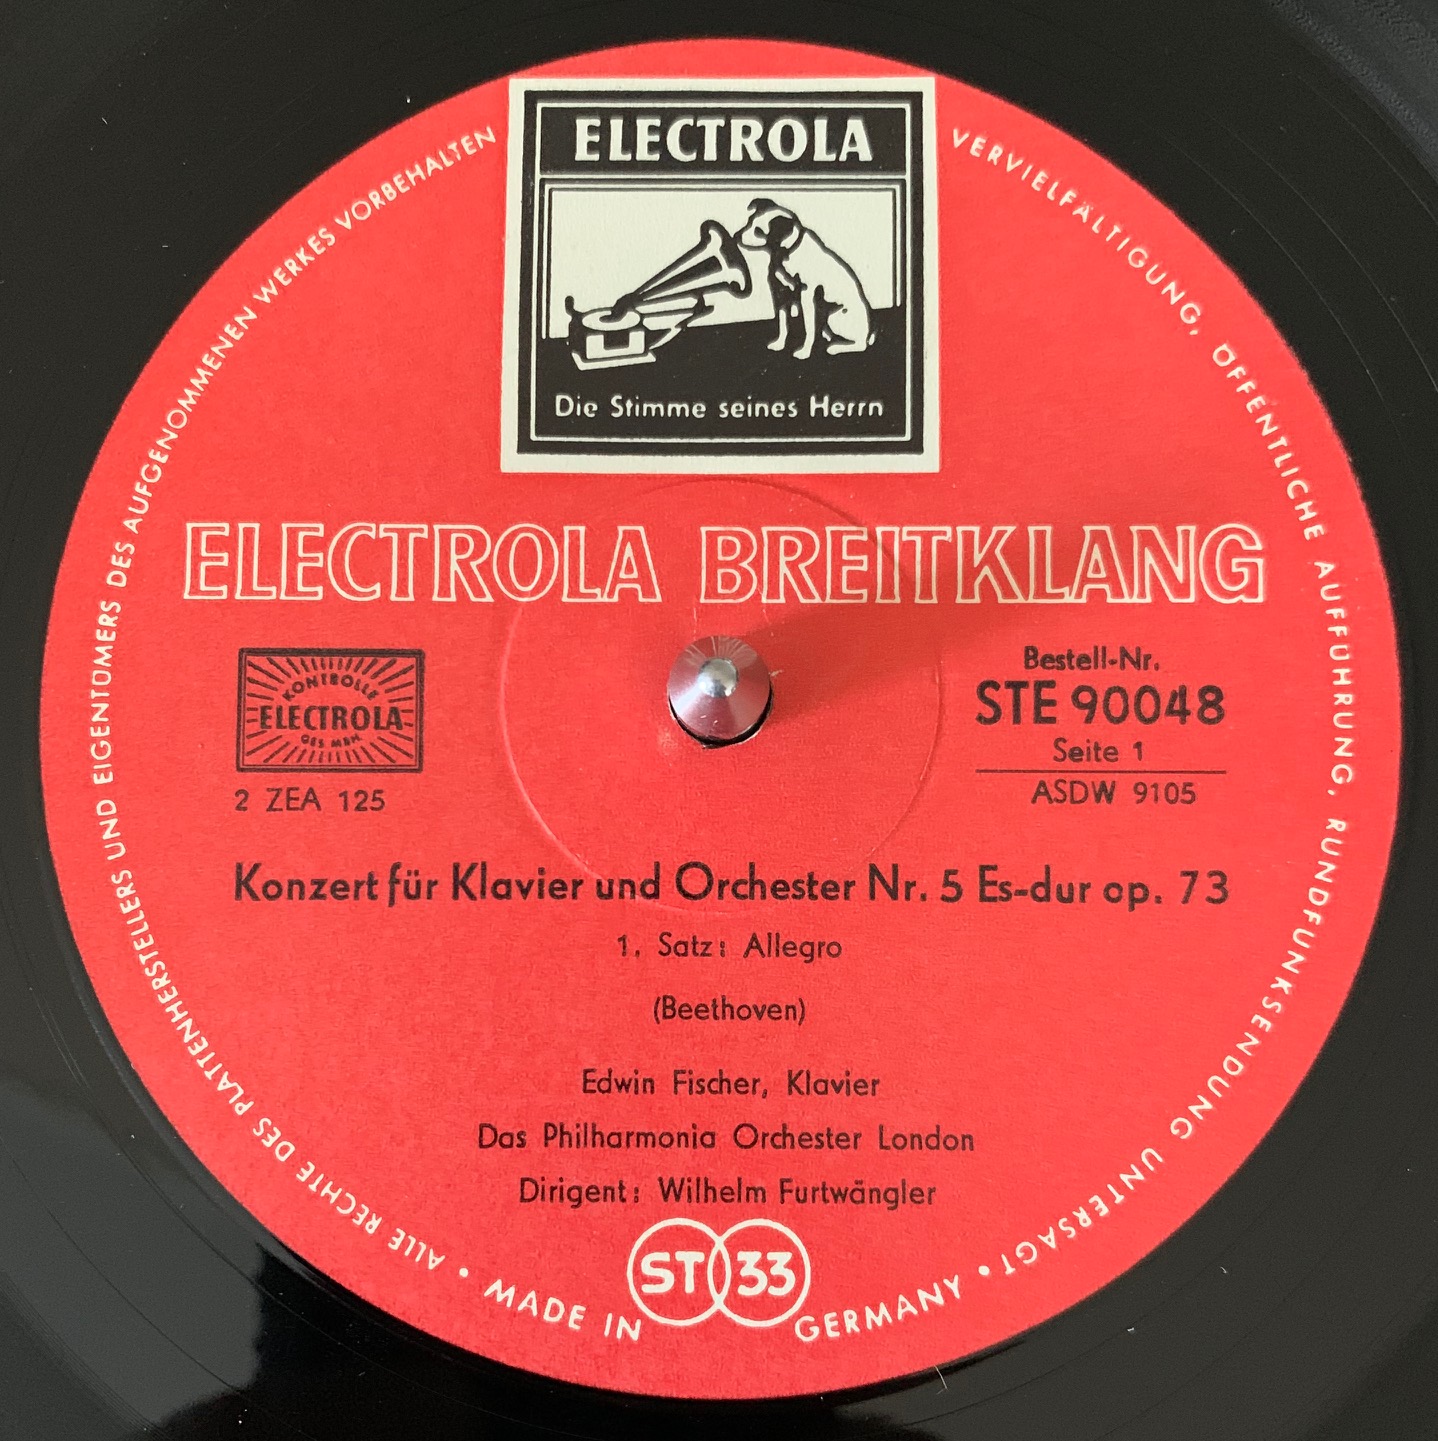 ELECTROLA
Die Stimme seines Herrn
ELECTROLA BREITKLANG
KONTROLLE
ELECTROLA
GES. MBH.
2 ZEA 125
Bestell-Nr.
STE 90048
Seite 1
ASDW 9105
Konzert für Klavier und Orchester Nr. 5 Es-dur op. 73
1. Satz: Allegro
(Beethoven)
Edwin Fischer, Klavier
Das Philharmonia Orchester London
Dirigent: Wilhelm Furtwängler
ST 33
MADE IN GERMANY
• ALLE RECHTE DES PLATTENHERSTELLERS UND EIGENTÜMERS DES AUFGENOMMENEN WERKES VORBEHALTEN
VERVIELFÄLTIGUNG, ÖFFENTLICHE AUFFÜHRUNG, RUNDFUNKSENDUNG UNTERSAGT •